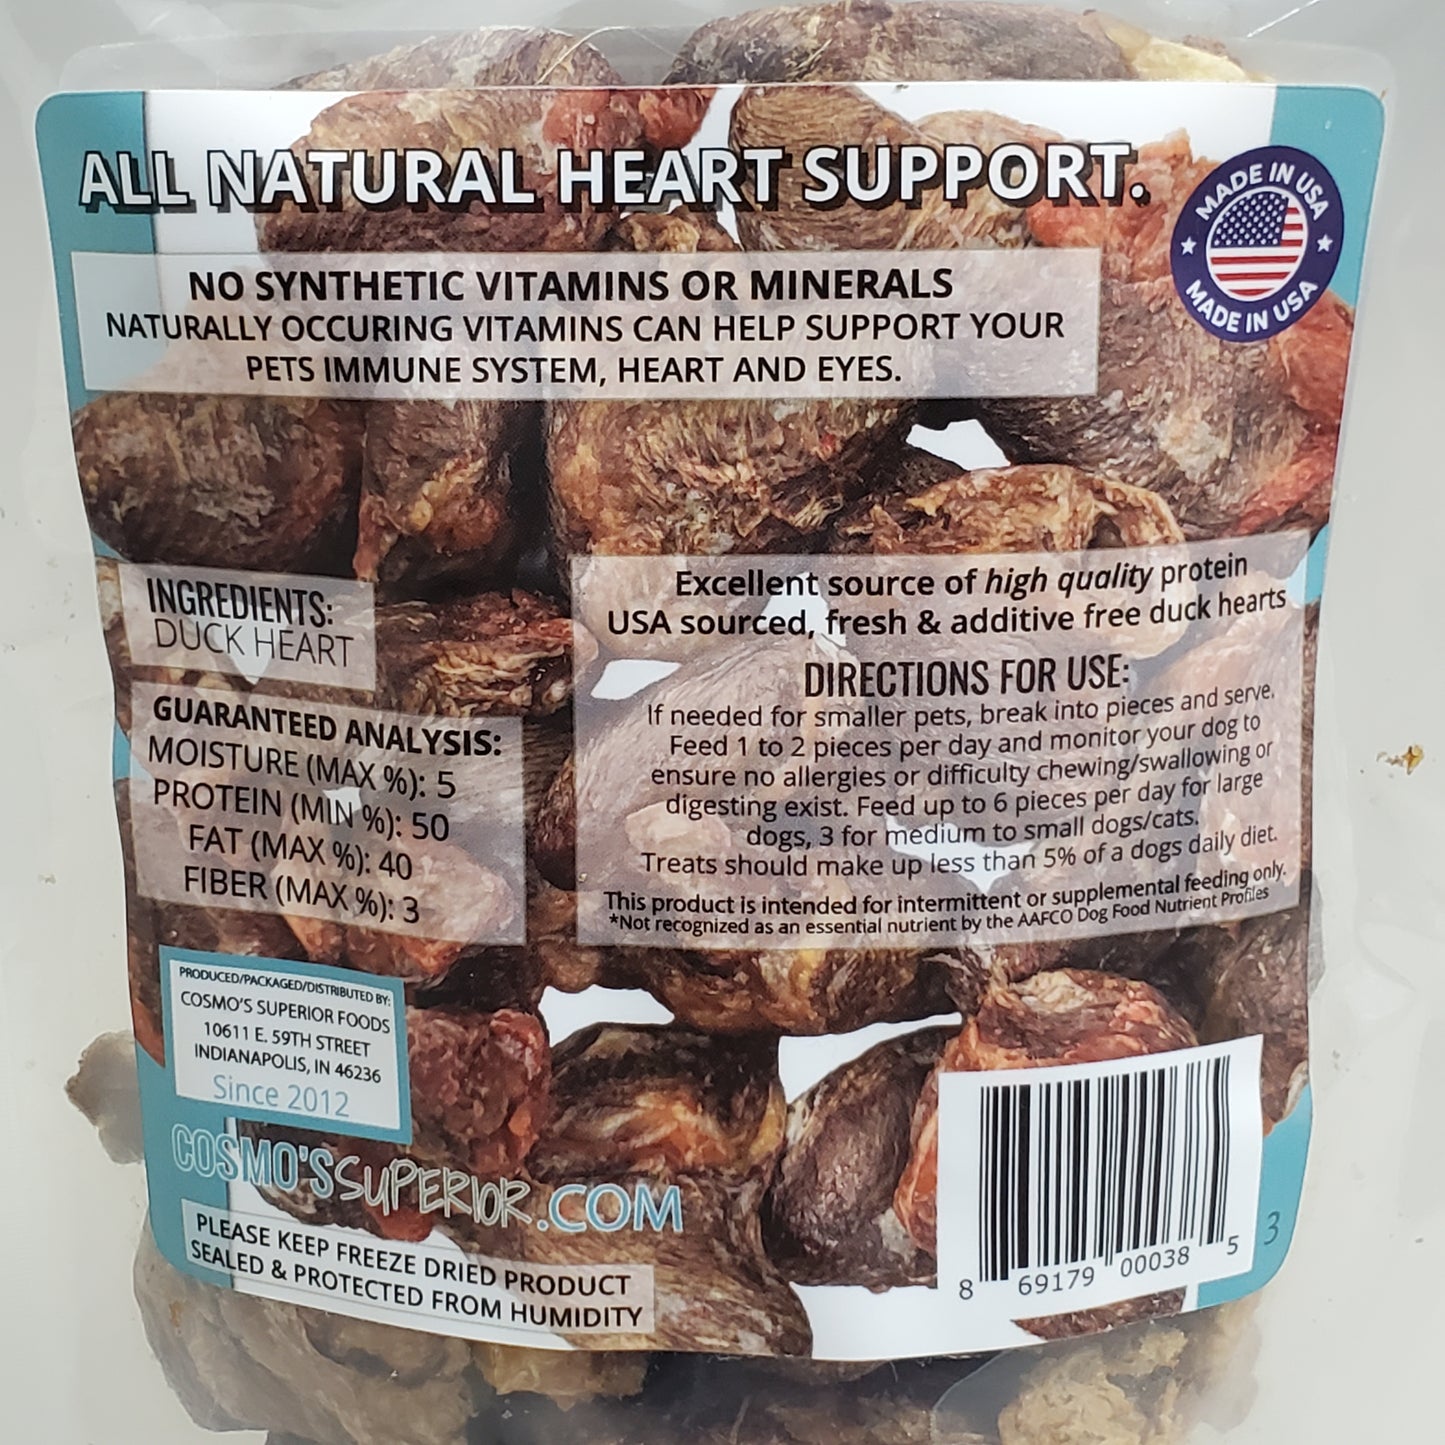 ALL NATURAL HEART SUPPORT.
MADE IN USA
MADE IN USA
NO SYNTHETIC VITAMINS OR MINERALS
NATURALLY OCCURING VITAMINS CAN HELP SUPPORT YOUR
PETS IMMUNE SYSTEM, HEART AND EYES.
INGREDIENTS:
DUCK HEART
GUARANTEED ANALYSIS:
MOISTURE (MAX %): 5
PROTEIN (MIN %): 50
FAT (MAX %): 40
FIBER (MAX %): 3
Excellent source of high quality protein
USA sourced, fresh & additive free duck hearts
DIRECTIONS FOR USE:
If needed for smaller pets, break into pieces and serve.
Feed 1 to 2 pieces per day and monitor your dog to
ensure no allergies or difficulty chewing/swallowing or
digesting exist. Feed up to 6 pieces per day for large
dogs, 3 for medium to small dogs/cats.
Treats should make up less than 5% of a dogs daily diet.
This product is intended for intermittent or supplemental feeding only.
*Not recognized as an essential nutrient by the AAFCO Dog Food Nutrient Profiles
PRODUCED/PACKAGED/DISTRIBUTED BY:
COSMO'S SUPERIOR FOODS
10611 E. 59TH STREET
INDIANAPOLIS, IN 46236
Since 2012
COSMO'S SUPERIOR.COM
PLEASE KEEP FREEZE DRIED PRODUCT
SEALED & PROTECTED FROM HUMIDITY
8 69179 00038 5
3